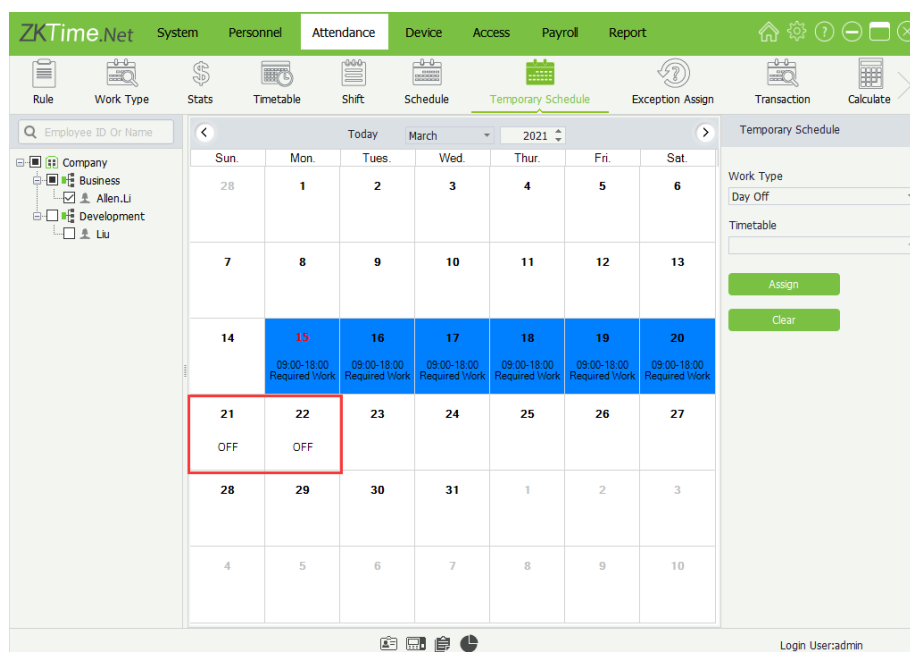 ZKTime.Net System Personnel Attendance Device Access Payroll Report
Rule Work Type Stats Timetable Shift Schedule Temporary Schedule Exception Assign Transaction Calculate
Employee ID Or Name Today March 2021 Temporary Schedule
Company
Business
Allen.Li
Development
Liu
Sun. Mon. Tues. Wed. Thur. Fri. Sat.
28 1 2 3 4 5 6
7 8 9 10 11 12 13
14 15 16 17 18 19 20
09:00-18:00 09:00-18:00 09:00-18:00 09:00-18:00 09:00-18:00 09:00-18:00
Required Work Required Work Required Work Required Work Required Work Required Work
21 22 23 24 25 26 27
OFF OFF
28 29 30 31 1 2 3
4 5 6 7 8 9 10
Work Type
Day Off
Timetable
Assign
Clear
Login User:admin